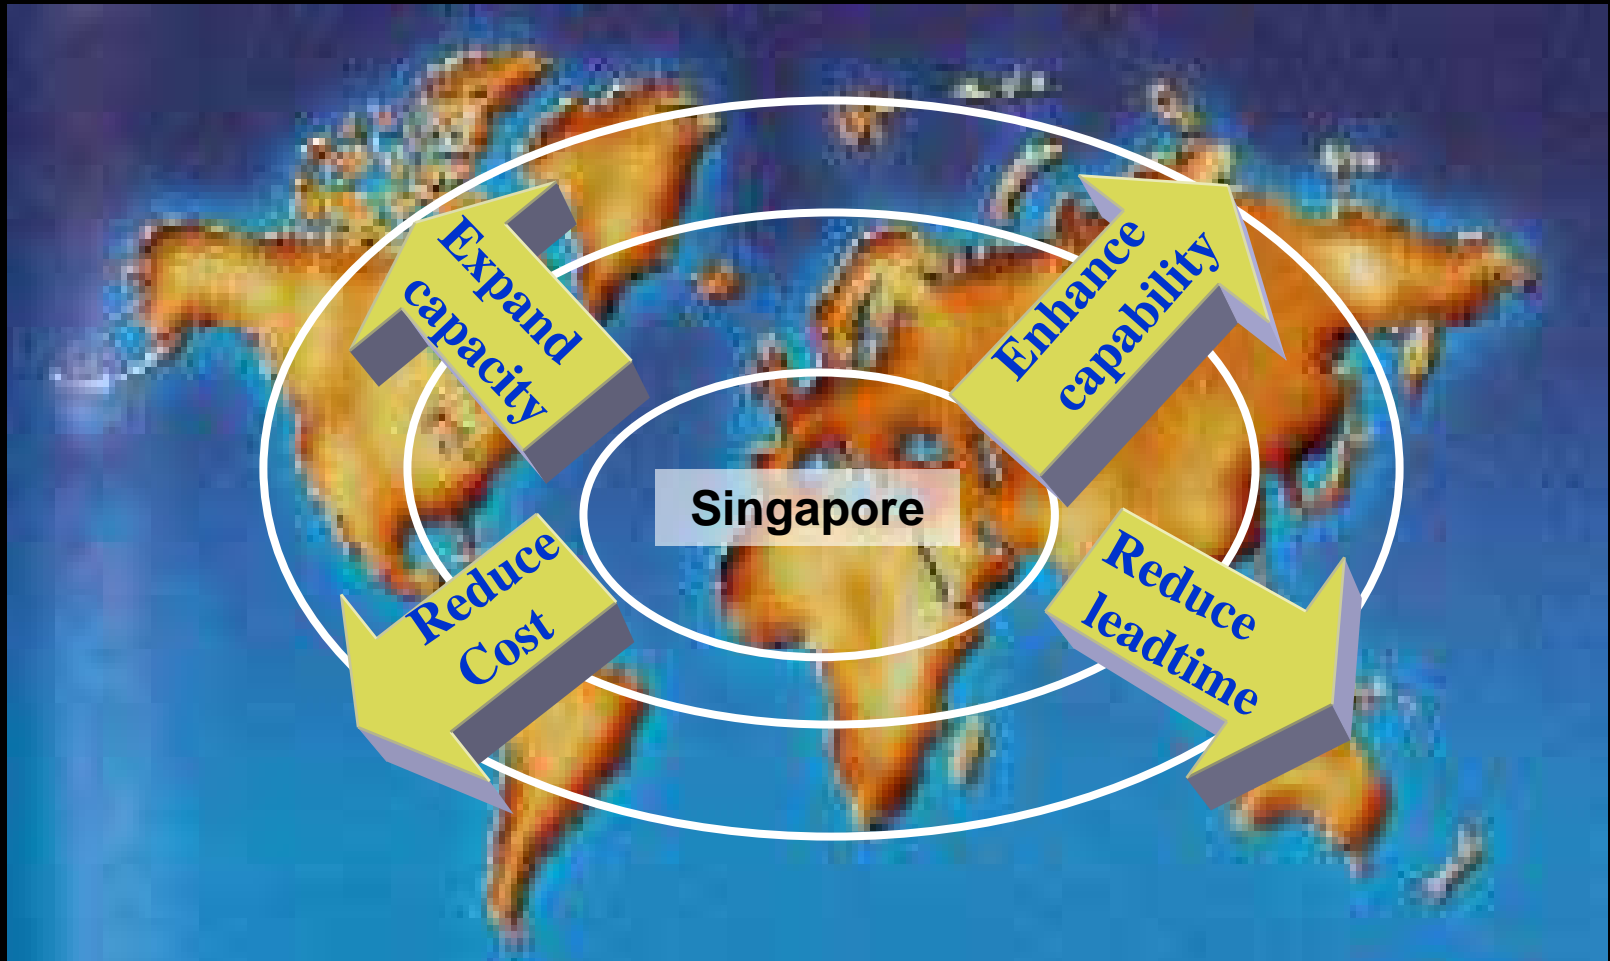 Expand
capacity
Enhance
capability
Singapore
Reduce
Cost
Reduce
leadtime